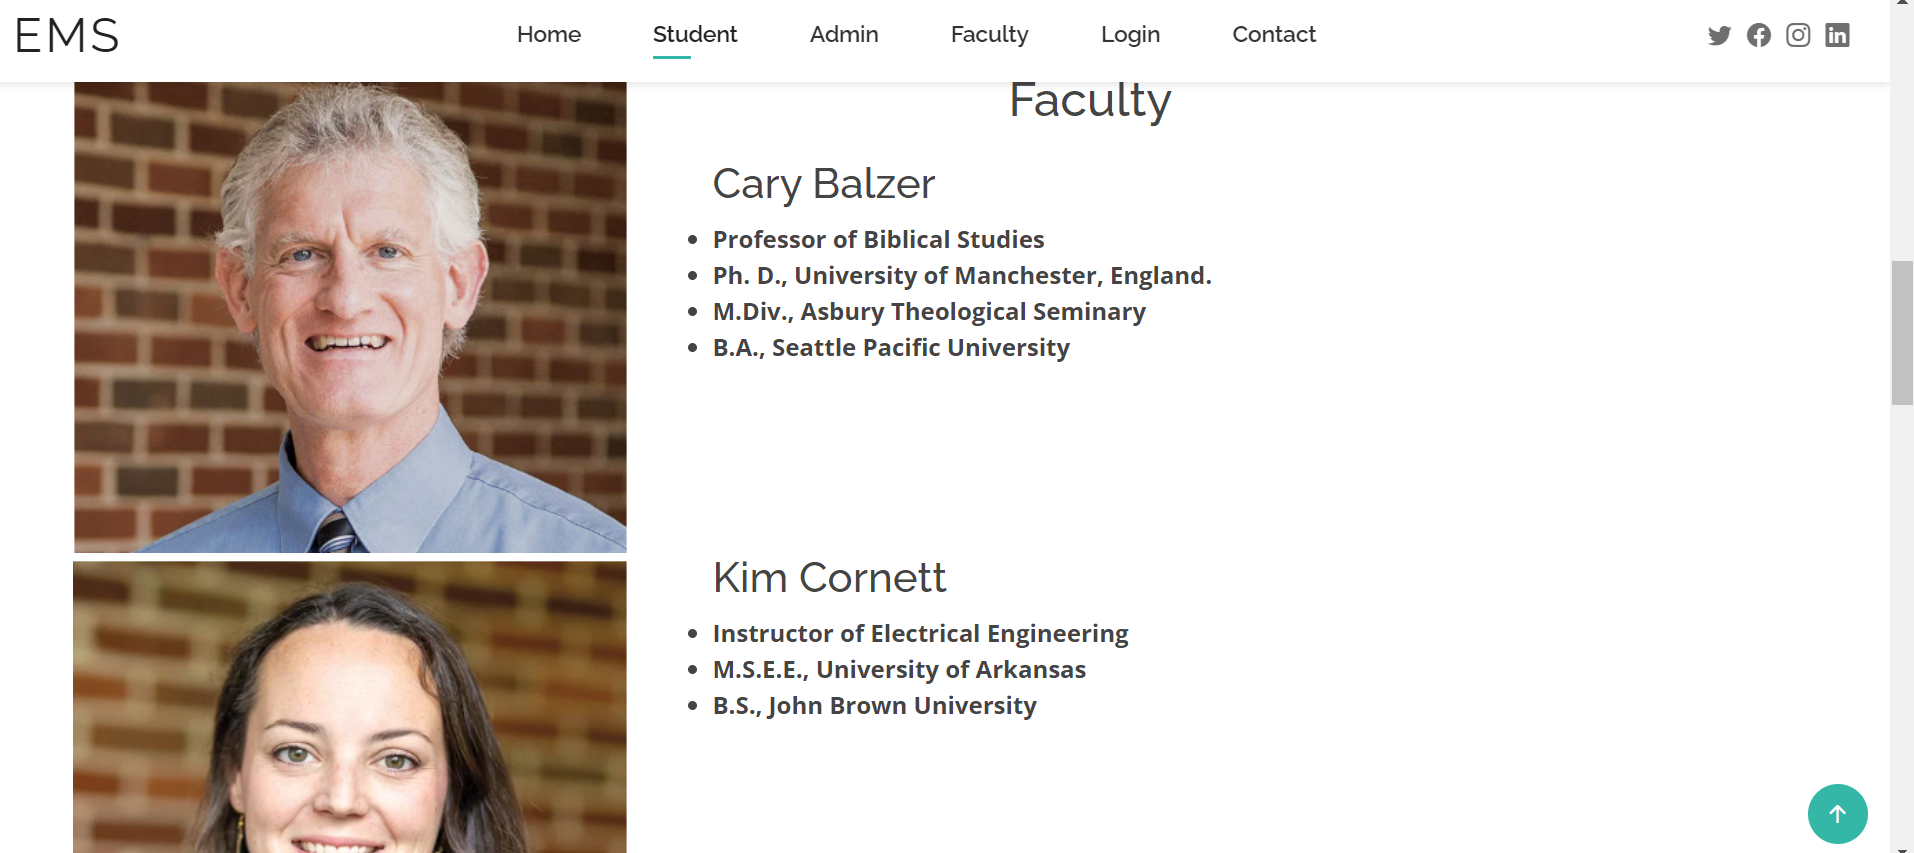 EMS
Home Student Admin Faculty Login Contact
Faculty
Cary Balzer
Professor of Biblical Studies
Ph. D., University of Manchester, England.
M.Div., Asbury Theological Seminary
B.A., Seattle Pacific University
Kim Cornett
Instructor of Electrical Engineering
M.S.E.E., University of Arkansas
B.S., John Brown University